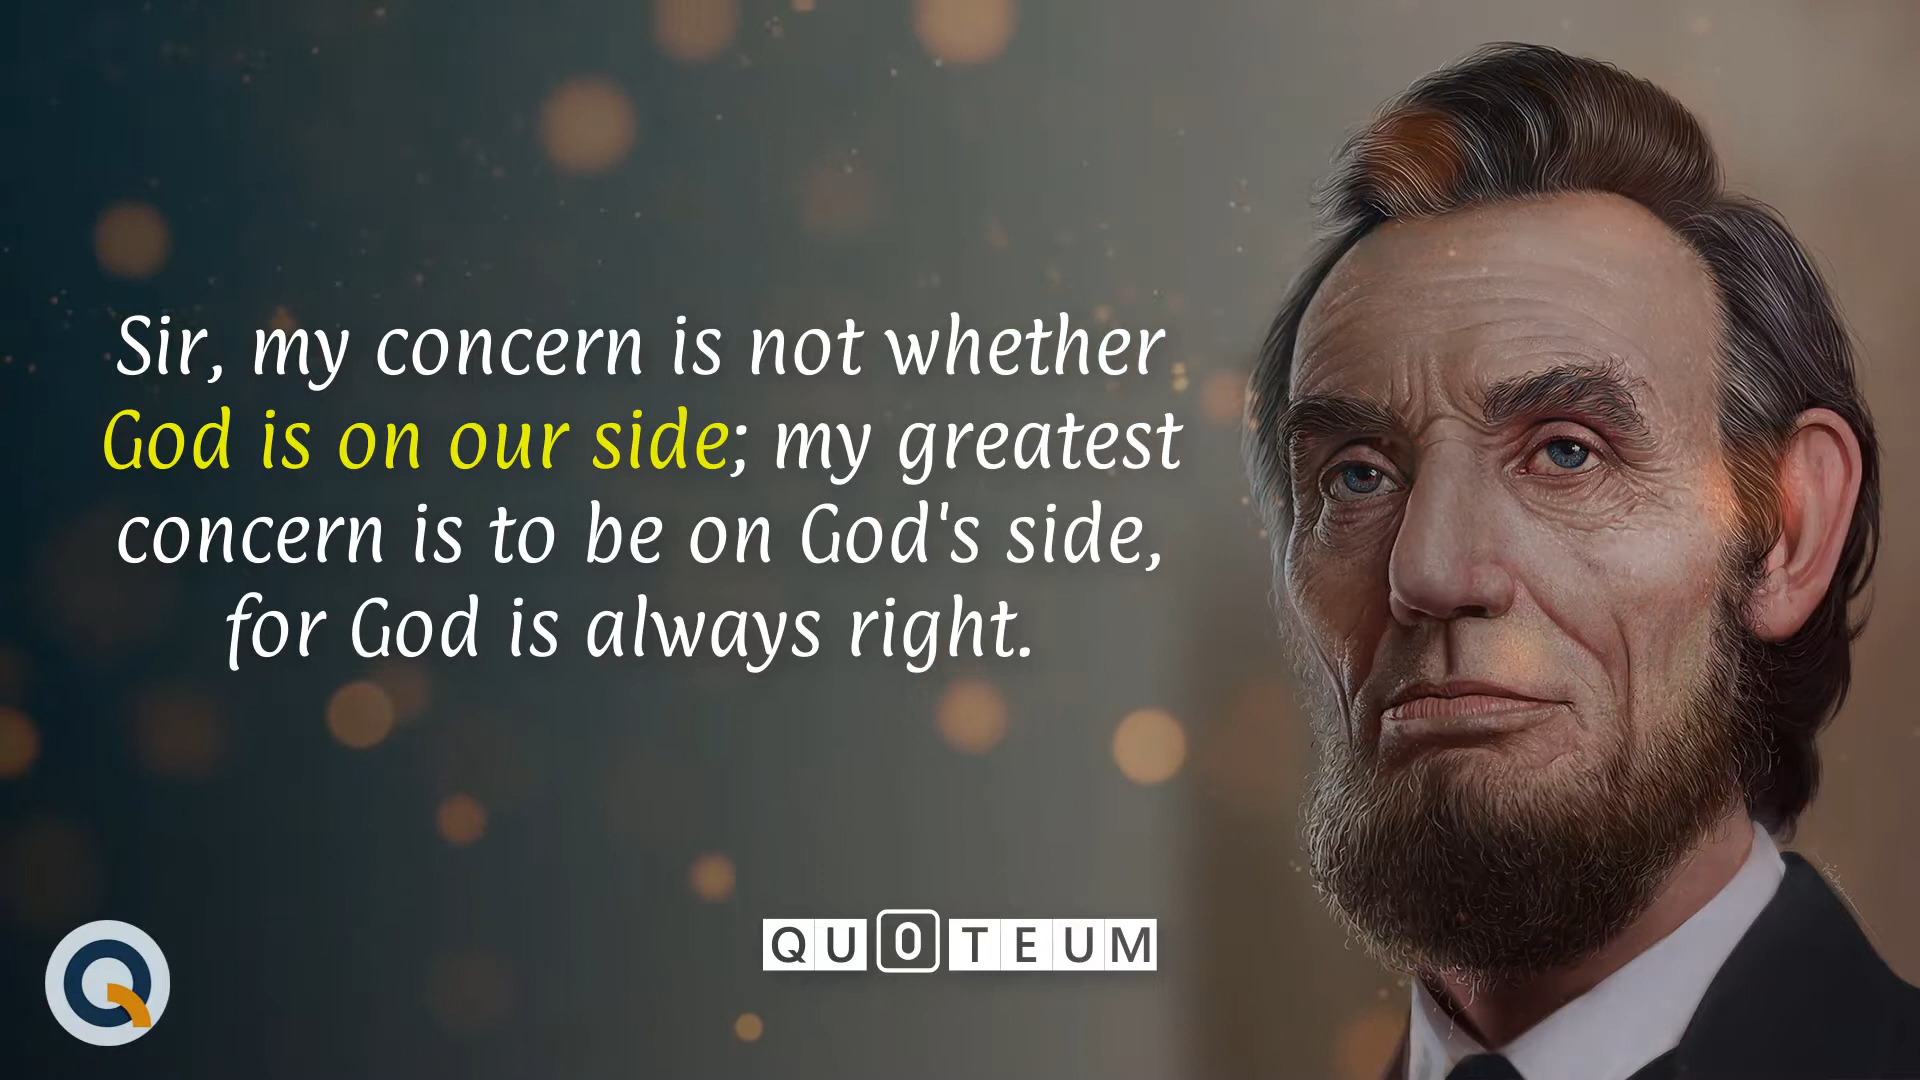 Sir, my concern is not whether
God is on our side; my greatest
concern is to be on God's side,
for God is always right.
QUOTEUM